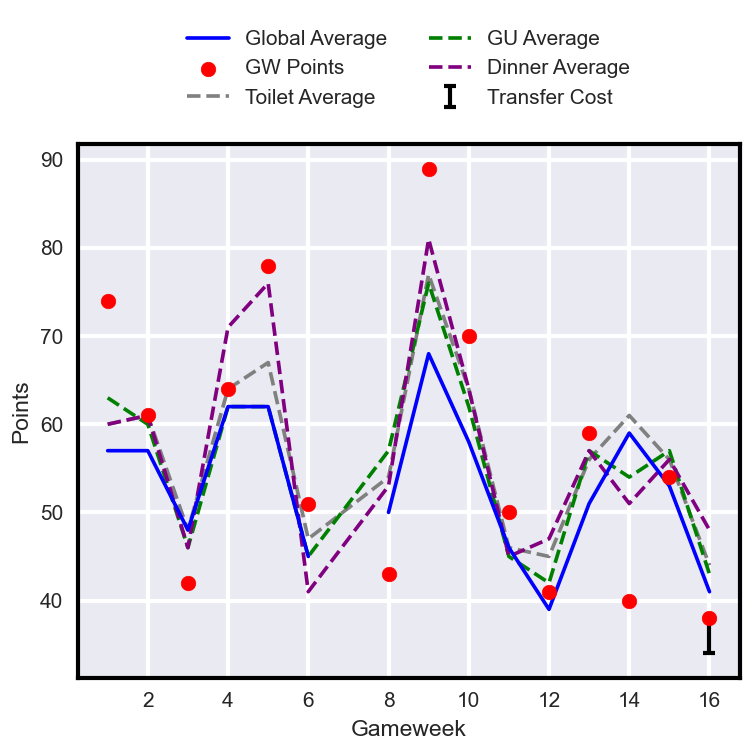 Global Average
GW Points
Toilet Average
GU Average
Dinner Average
Transfer Cost
90
80
70
60
50
40
Points
2 4 6 8 10 12 14 16
Gameweek